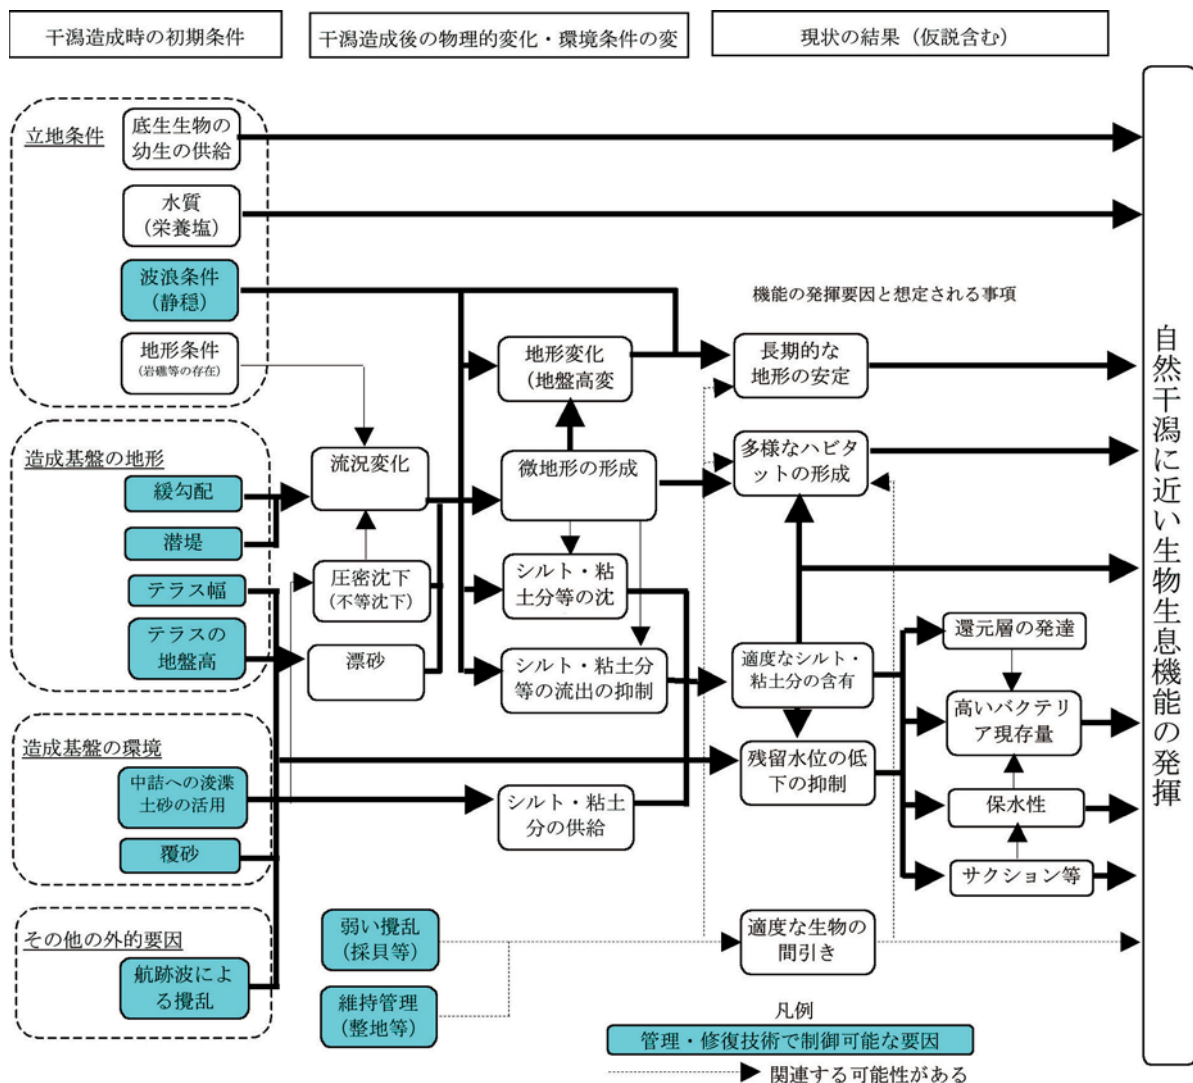 干潟造成時の初期条件
干潟造成後の物理的変化・環境条件の変
現状の結果（仮説含む）
立地条件
底生生物の
幼生の供給
水質
（栄養塩）
波浪条件
（静穏）
地形条件
（岩礁等の存在）
造成基盤の地形
緩勾配
潜堤
テラス幅
テラスの
地盤高
造成基盤の環境
中詰への浚渫
土砂の活用
覆砂
その他の外的要因
航跡波によ
る攪乱
流況変化
圧密沈下
（不等沈下）
漂砂
弱い攪乱
（採貝等）
維持管理
（整地等）
地形変化
（地盤高変
微地形の形成
シルト・粘
土分等の沈
シルト・粘土分
等の流出の抑制
シルト・粘土
分の供給
機能の発揮要因と想定される事項
長期的な
地形の安定
多様なハビタ
ットの形成
適度なシルト・
粘土分の含有
残留水位の低
下の抑制
適度な生物の
間引き
還元層の発達
高いバクテリ
ア現存量
保水性
サクション等
自然干潟に近い生物生息機能の発揮
凡例
管理・修復技術で制御可能な要因
関連する可能性がある